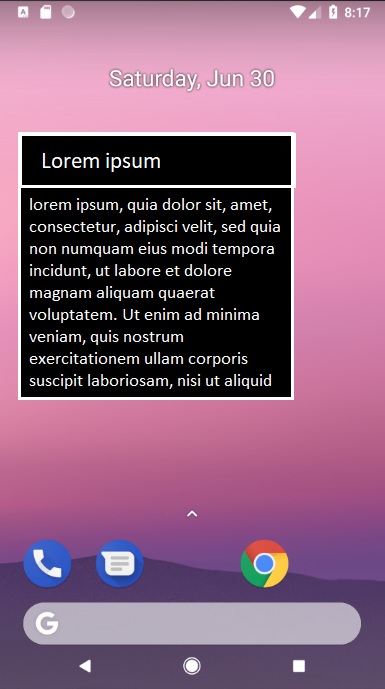 8:17
Saturday, Jun 30
Lorem ipsum
lorem ipsum, quia dolor sit, amet,
consectetur, adipisci velit, sed quia
non numquam eius modi tempora
incidunt, ut labore et dolore
magnam aliquam quaerat
voluptatem. Ut enim ad minima
veniam, quis nostrum
exercitationem ullam corporis
suscipit laboriosam, nisi ut aliquid
G